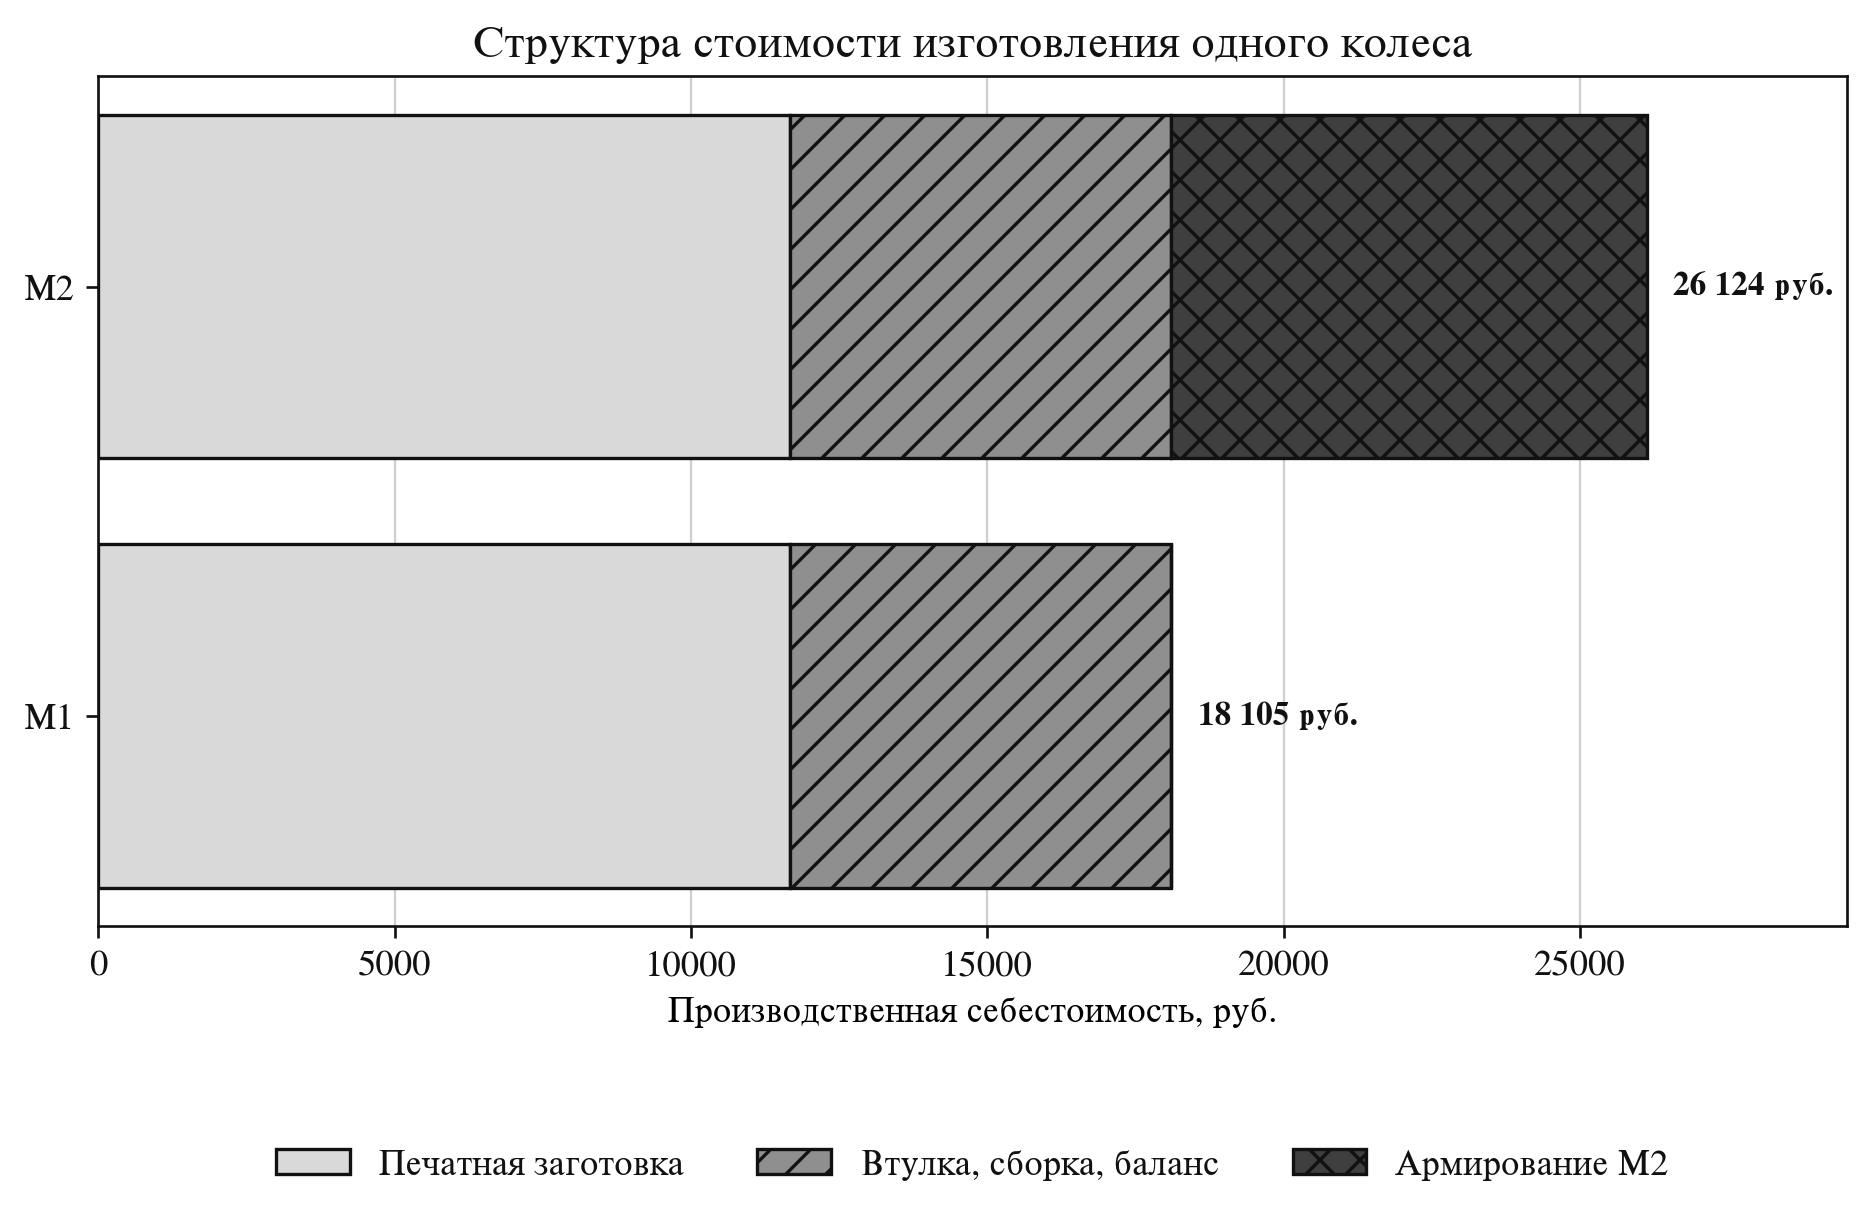 Структура стоимости изготовления одного колеса
М2
26 124 руб.
М1
18 105 руб.
0 5000 10000 15000 20000 25000
Производственная себестоимость, руб.
Печатная заготовка Втулка, сборка, баланс Армирование М2